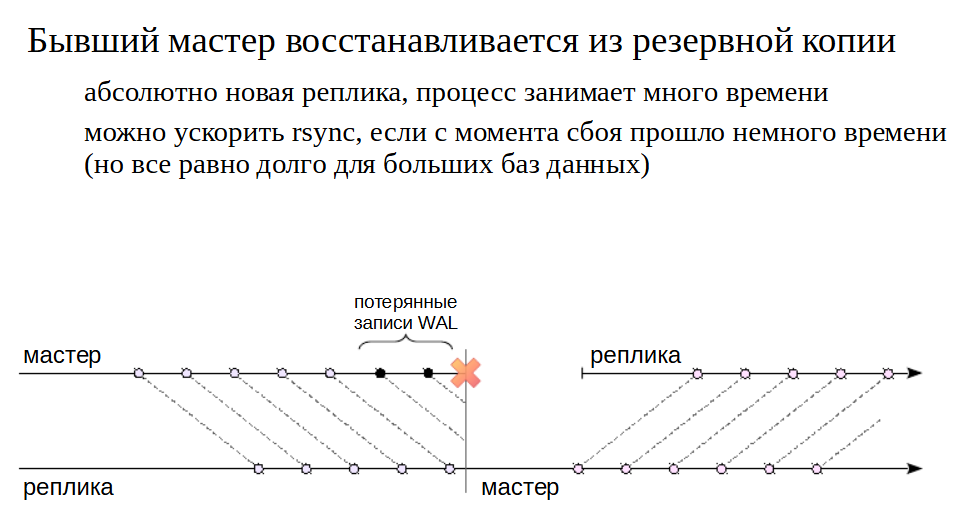 Бывший мастер восстанавливается из резервной копии
абсолютно новая реплика, процесс занимает много времени
можно ускорить rsync, если с момента сбоя прошло немного времени
(но все равно долго для больших баз данных)
потерянные
записи WAL
мастер
реплика
реплика
мастер